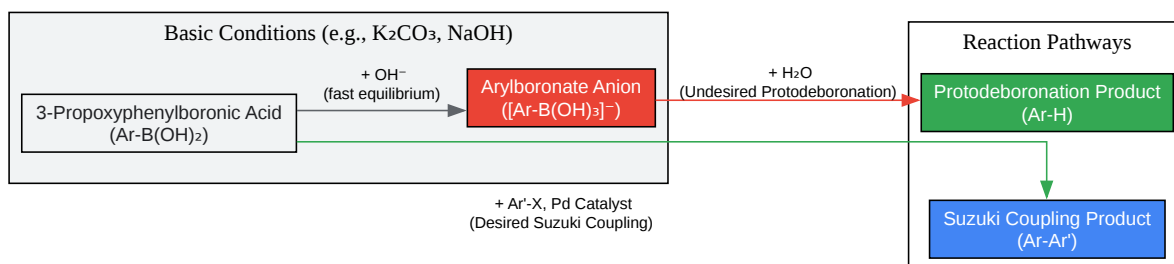 Basic Conditions (e.g., K₂CO₃, NaOH)
3-Propoxyphenylboronic Acid
(Ar-B(OH)₂)
+ OH⁻
(fast equilibrium)
Arylboronate Anion
([Ar-B(OH)₃]⁻)
+ H₂O
(Undesired Protodeboronation)
+ Ar'-X, Pd Catalyst
(Desired Suzuki Coupling)
Reaction Pathways
Protodeboronation Product
(Ar-H)
Suzuki Coupling Product
(Ar-Ar')